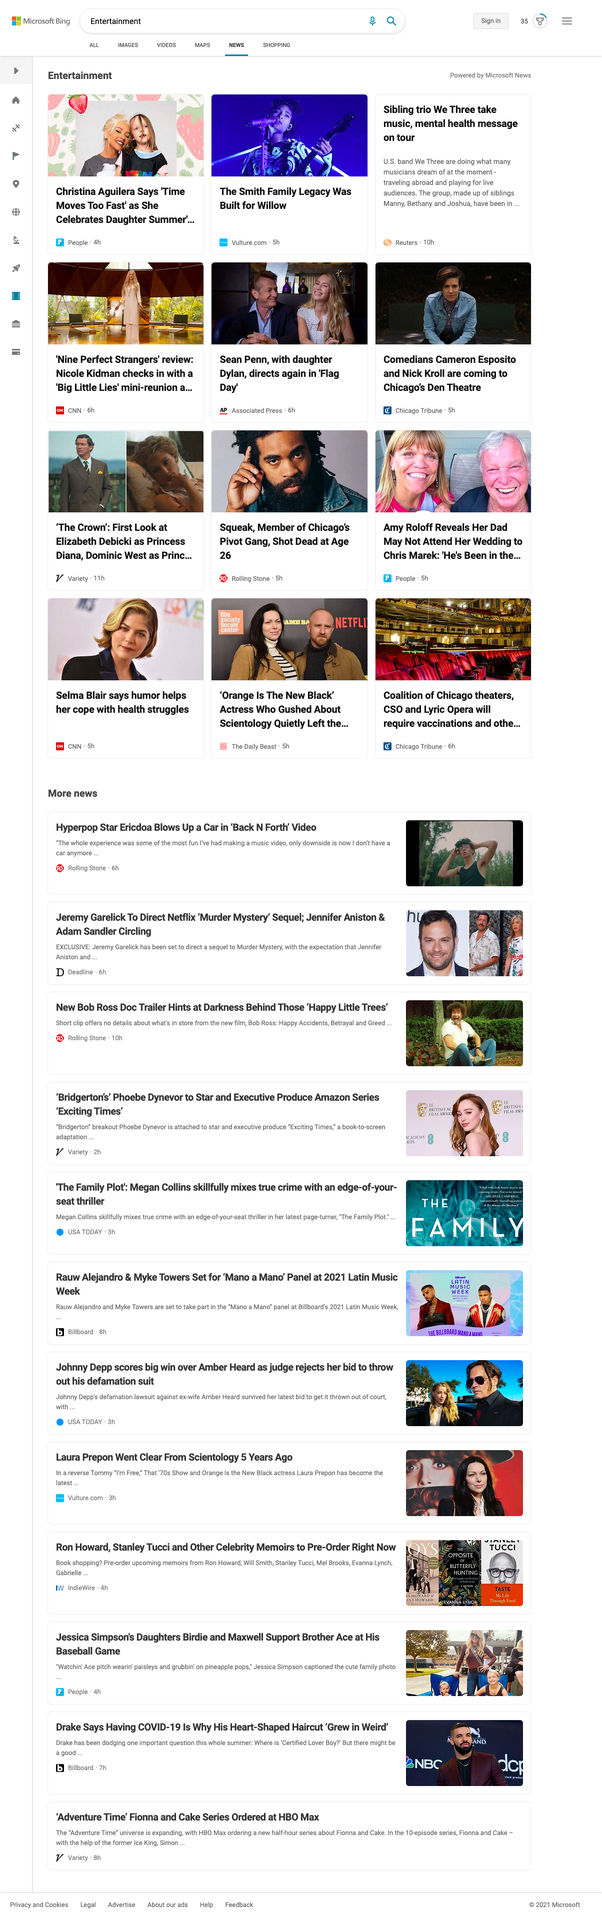 Microsoft Bing
Entertainment
Sign in
35
ALL
IMAGES
VIDEOS
MAPS
NEWS
SHOPPING
Entertainment
Powered by Microsoft News
Christina Aguilera Says 'Time
Moves Too Fast' as She
Celebrates Daughter Summer'...
People · 4h
The Smith Family Legacy Was
Built for Willow
Vulture.com · 5h
Sibling trio We Three take
music, mental health message
on tour
U.S. band We Three are doing what many
musicians dream of at the moment -
traveling abroad and playing for live
audiences. The group, made up of siblings
Manny, Bethany and Joshua, have been in ...
Reuters · 10h
'Nine Perfect Strangers' review:
Nicole Kidman checks in with a
'Big Little Lies' mini-reunion a...
CNN · 6h
Sean Penn, with daughter
Dylan, directs again in 'Flag
Day'
AP
Associated Press · 6h
Comedians Cameron Esposito
and Nick Kroll are coming to
Chicago's Den Theatre
Chicago Tribune · 5h
'The Crown': First Look at
Elizabeth Debicki as Princess
Diana, Dominic West as Princ...
Variety · 11h
Squeak, Member of Chicago's
Pivot Gang, Shot Dead at Age
26
Rolling Stone · 5h
Amy Roloff Reveals Her Dad
May Not Attend Her Wedding to
Chris Marek: 'He's Been in the...
People · 5h
Selma Blair says humor helps
her cope with health struggles
CNN · 5h
film
society
lincoln
center
NETFLI
'Orange Is The New Black'
Actress Who Gushed About
Scientology Quietly Left the...
The Daily Beast · 5h
Coalition of Chicago theaters,
CSO and Lyric Opera will
require vaccinations and othe...
Chicago Tribune · 6h
More news
Hyperpop Star Ericdoa Blows Up a Car in 'Back N Forth' Video
"The whole experience was some of the most fun I've had making a music video, only downside is now I don't have a
car anymore ...
Rolling Stone · 6h
Jeremy Garelick To Direct Netflix 'Murder Mystery' Sequel; Jennifer Aniston &
Adam Sandler Circling
EXCLUSIVE: Jeremy Garelick has been set to direct a sequel to Murder Mystery, with the expectation that Jennifer
Aniston and ...
Deadline · 6h
hu
New Bob Ross Doc Trailer Hints at Darkness Behind Those 'Happy Little Trees'
Short clip offers no details about what's in store from the new film, Bob Ross: Happy Accidents, Betrayal and Greed ...
Rolling Stone · 10h
'Bridgerton's' Phoebe Dynevor to Star and Executive Produce Amazon Series
'Exciting Times'
"Bridgerton" breakout Phoebe Dynevor is attached to star and executive produce "Exciting Times," a book-to-screen
adaptation ...
Variety · 2h
'The Family Plot': Megan Collins skillfully mixes true crime with an edge-of-your-
seat thriller
Megan Collins skillfully mixes true crime with an edge-of-your-seat thriller in her latest page-turner, "The Family Plot." ...
USA TODAY · 3h
THE
FAMILY
Rauw Alejandro & Myke Towers Set for 'Mano a Mano' Panel at 2021 Latin Music
Week
Rauw Alejandro and Myke Towers are set to take part in the "Mano a Mano" panel at Billboard's 2021 Latin Music Week,
...
Billboard · 8h
LATIN
MUSIC
WEEK
THE BILLBOARD MANO A MANO
Johnny Depp scores big win over Amber Heard as judge rejects her bid to throw
out his defamation suit
Johnny Depp's defamation lawsuit against ex-wife Amber Heard survived her latest bid to get it thrown out of court,
with ...
USA TODAY · 3h
Laura Prepon Went Clear From Scientology 5 Years Ago
In a reverse Tommy "I'm Free," That '70s Show and Orange Is the New Black actress Laura Prepon has become the
latest ...
Vulture.com · 3h
Ron Howard, Stanley Tucci and Other Celebrity Memoirs to Pre-Order Right Now
Book shopping? Pre-order upcoming memoirs from Ron Howard, Will Smith, Stanley Tucci, Mel Brooks, Evanna Lynch,
Gabrielle ...
IndieWire · 4h
THE
OPPOSITE
OF
BUTTERFLY
HUNTING
EVANNA LYNCH
STANLEY
TUCCI
TASTE
My Life
Through Food
Jessica Simpson's Daughters Birdie and Maxwell Support Brother Ace at His
Baseball Game
"Watchin' Ace pitch wearin' paisleys and grubbin' on pineapple pops," Jessica Simpson captioned the cute family photo
...
People · 4h
Drake Says Having COVID-19 Is Why His Heart-Shaped Haircut 'Grew in Weird'
Drake has been dodging one important question this whole summer: Where is 'Certified Lover Boy?' But there might be
a good ...
Billboard · 7h
NBC
dcp
'Adventure Time' Fionna and Cake Series Ordered at HBO Max
The "Adventure Time" universe is expanding, with HBO Max ordering a new half-hour series about Fionna and Cake. In the 10-episode series, Fionna and Cake –
with the help of the former Ice King, Simon ...
Variety · 8h
Privacy and Cookies
Legal
Advertise
About our ads
Help
Feedback
© 2021 Microsoft